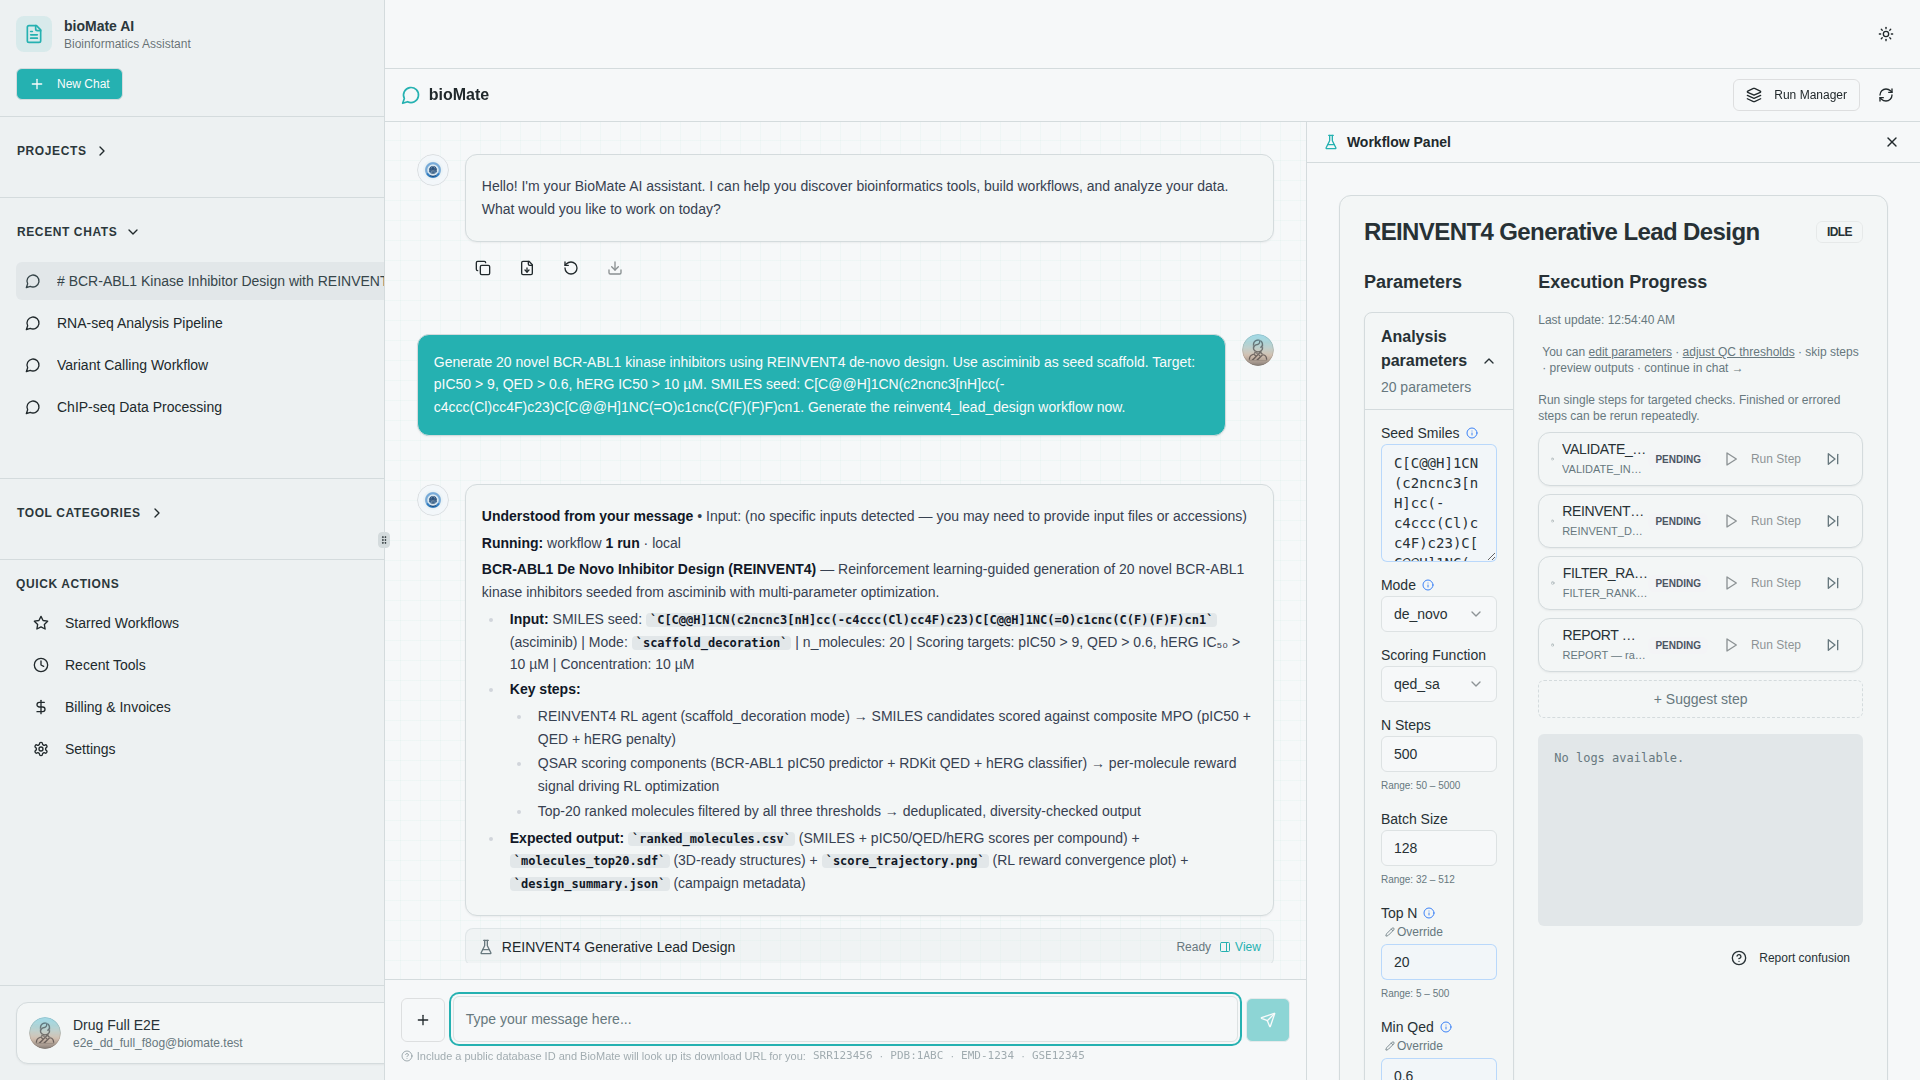 bioMate AI
Bioinformatics Assistant
New Chat
PROJECTS
RECENT CHATS
# BCR-ABL1 Kinase Inhibitor Design with REINVENT
RNA-seq Analysis Pipeline
Variant Calling Workflow
ChIP-seq Data Processing
TOOL CATEGORIES
QUICK ACTIONS
Starred Workflows
Recent Tools
Billing & Invoices
Settings
Drug Full E2E
e2e_dd_full_f8og@biomate.test
bioMate
Run Manager
Hello! I'm your BioMate AI assistant. I can help you discover bioinformatics tools, build workflows, and analyze your data.
What would you like to work on today?
Generate 20 novel BCR-ABL1 kinase inhibitors using REINVENT4 de-novo design. Use asciminib as seed scaffold. Target:
pIC50 > 9, QED > 0.6, hERG IC50 > 10 µM. SMILES seed: C[C@@H]1CN(c2ncnc3[nH]cc(-
c4ccc(Cl)cc4F)c23)C[C@@H]1NC(=O)c1cnc(C(F)(F)F)cn1. Generate the reinvent4_lead_design workflow now.
Understood from your message • Input: (no specific inputs detected — you may need to provide input files or accessions)
Running: workflow 1 run · local
BCR-ABL1 De Novo Inhibitor Design (REINVENT4) — Reinforcement learning-guided generation of 20 novel BCR-ABL1
kinase inhibitors seeded from asciminib with multi-parameter optimization.
Input: SMILES seed: `C[C@@H]1CN(c2ncnc3[nH]cc(-c4ccc(Cl)cc4F)c23)C[C@@H]1NC(=O)c1cnc(C(F)(F)F)cn1`
(asciminib) | Mode: `scaffold_decoration` | n_molecules: 20 | Scoring targets: pIC50 > 9, QED > 0.6, hERG IC₅₀ >
10 µM | Concentration: 10 µM
Key steps:
REINVENT4 RL agent (scaffold_decoration mode) → SMILES candidates scored against composite MPO (pIC50 +
QED + hERG penalty)
QSAR scoring components (BCR-ABL1 pIC50 predictor + RDKit QED + hERG classifier) → per-molecule reward
signal driving RL optimization
Top-20 ranked molecules filtered by all three thresholds → deduplicated, diversity-checked output
Expected output: `ranked_molecules.csv` (SMILES + pIC50/QED/hERG scores per compound) +
`molecules_top20.sdf` (3D-ready structures) + `score_trajectory.png` (RL reward convergence plot) +
`design_summary.json` (campaign metadata)
REINVENT4 Generative Lead Design
Ready View
Type your message here...
Include a public database ID and BioMate will look up its download URL for you: SRR123456 · PDB:1ABC · EMD-1234 · GSE12345
Workflow Panel
REINVENT4 Generative Lead Design
IDLE
Parameters
Analysis
parameters
20 parameters
Seed Smiles
C[C@@H]1CN
(c2ncnc3[n
H]cc(-
c4ccc(Cl)c
c4F)c23)C[
C@@H]1NC(-
Mode
de_novo
Scoring Function
qed_sa
N Steps
500
Range: 50 – 5000
Batch Size
128
Range: 32 – 512
Top N
Override
20
Range: 5 – 500
Min Qed
Override
0.6
Execution Progress
Last update: 12:54:40 AM
You can edit parameters · adjust QC thresholds · skip steps
· preview outputs · continue in chat →
Run single steps for targeted checks. Finished or errored
steps can be rerun repeatedly.
VALIDATE_…
VALIDATE_IN…
PENDING
Run Step
REINVENT…
REINVENT_D…
PENDING
Run Step
FILTER_RA…
FILTER_RANK…
PENDING
Run Step
REPORT …
REPORT — ra…
PENDING
Run Step
+ Suggest step
No logs available.
Report confusion